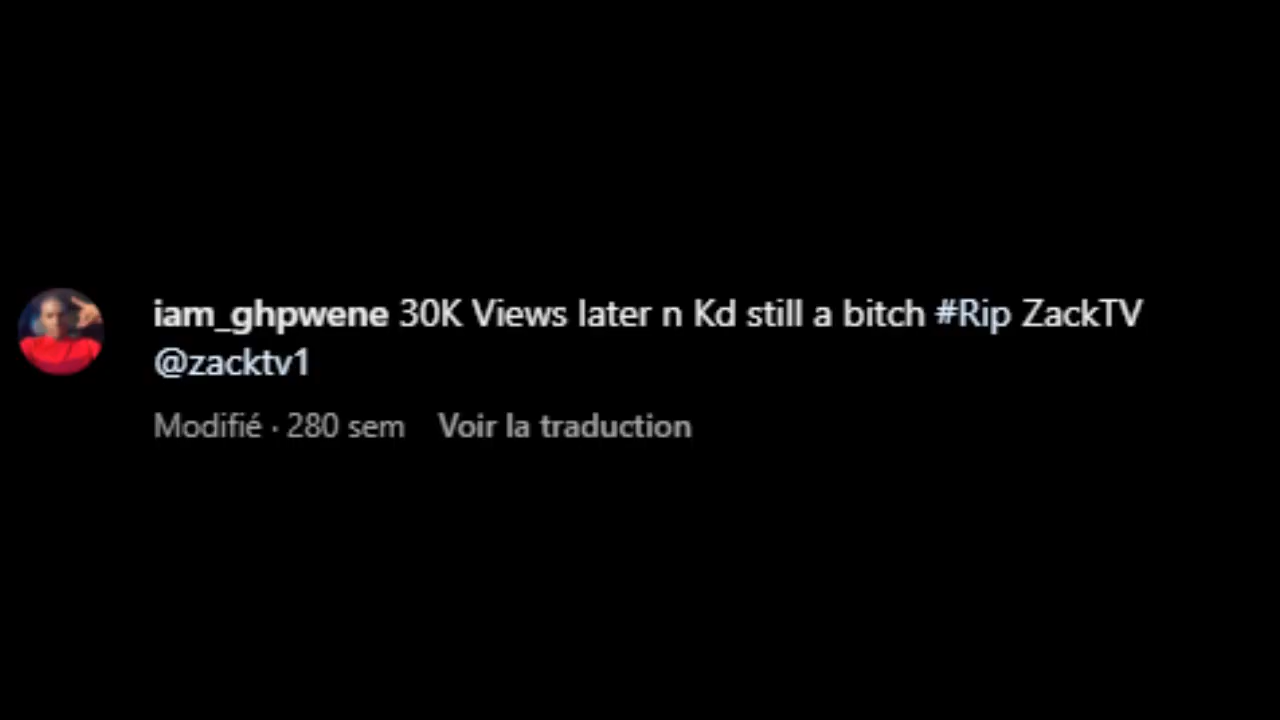 iam_ghpwene 30K Views later n Kd still a bitch #Rip ZackTV
@zacktv1
Modifié · 280 sem Voir la traduction